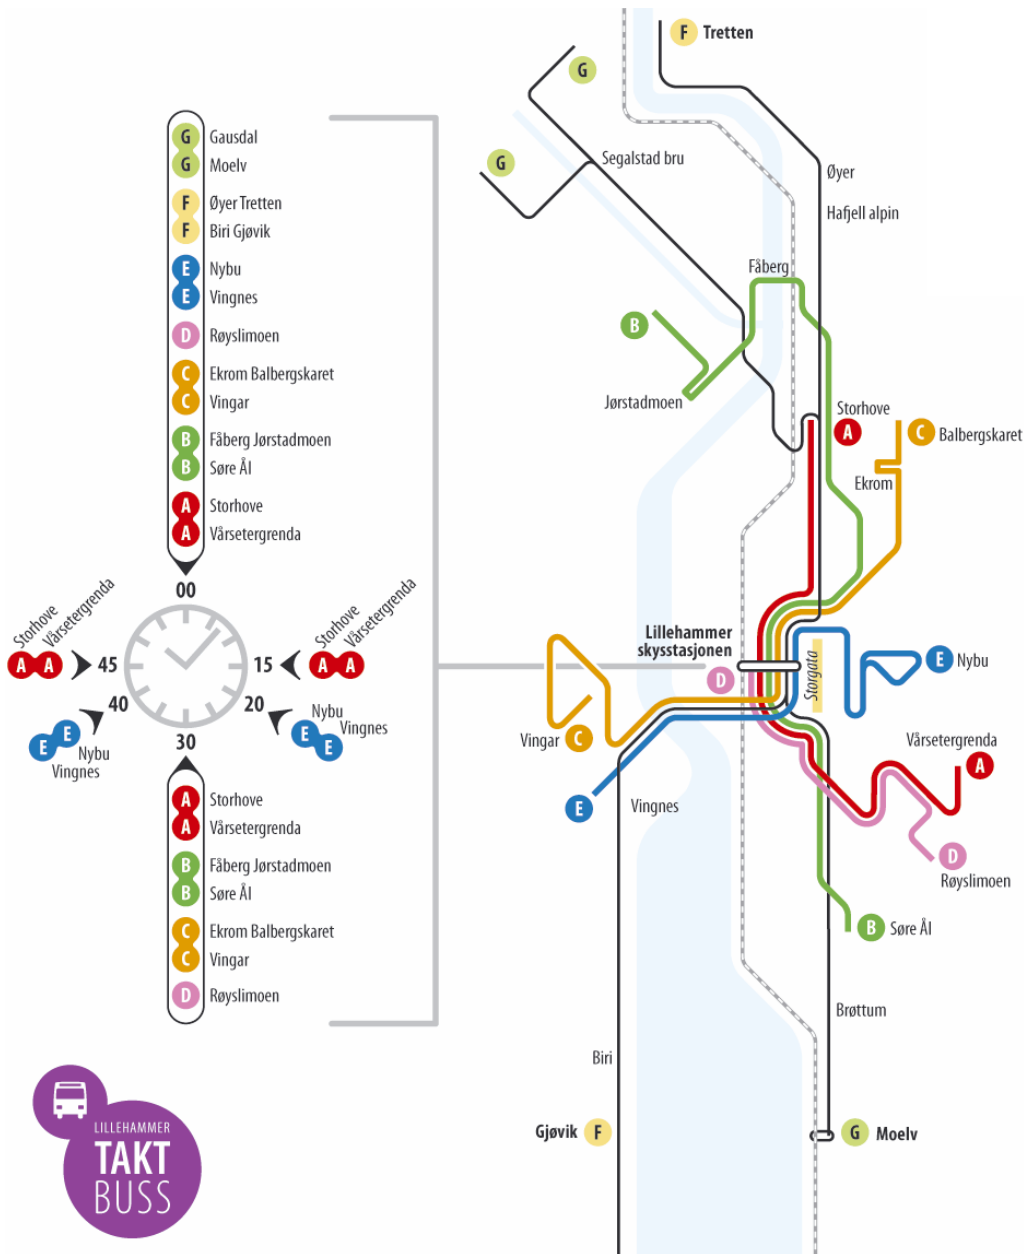 G Gausdal
G Moelv
F Øyer Tretten
F Biri Gjøvik
E Nybu
E Vingnes
D Røyslimoen
C Ekrom Balbergskaret
C Vingar
B Fåberg Jørstadmoen
B Søre Ål
A Storhove
A Vårsetergrenda
00
Storhove
Vårsetergrenda
A A
45
15
Storhove
Vårsetergrenda
A A
40
20
E E
Nybu
Vingnes
Nybu
Vingnes
E
E
30
A Storhove
A Vårsetergrenda
B Fåberg Jørstadmoen
B Søre Ål
C Ekrom Balbergskaret
C Vingar
D Røyslimoen
LILLEHAMMER
TAKT
BUSS
F Tretten
G
Segalstad bru
G
Øyer
Hafjell alpin
Fåberg
B
Jørstadmoen
Storhove
A
C Balbergskaret
Ekrom
Lillehammer
skysstasjonen
D
Storgata
E Nybu
Vingar C
Vårsetergrenda
A
E
Vingnes
D
Røyslimoen
B Søre Ål
Brøttum
Biri
Gjøvik F
G Moelv